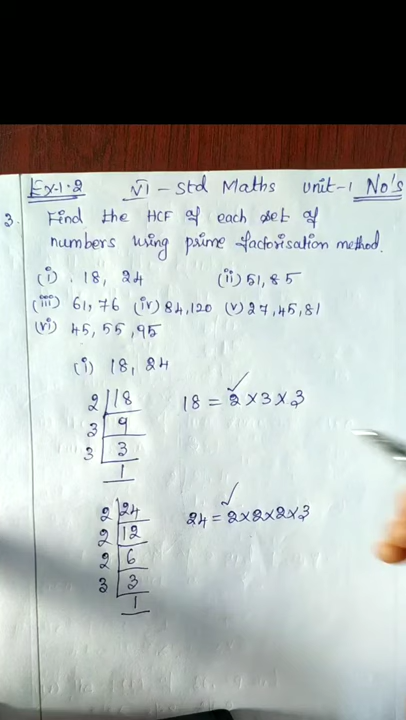 Ex-1.2 VI - Std Maths Unit-1 No's
3. Find the HCF of each set of
numbers using prime factorisation method.
(i) . 18, 24 (ii) 51, 85
(iii) 61, 76 (iv) 84, 120 (v) 27, 45, 81
(vi) 45, 55, 95
(i) 18, 24
2 18 18 = 2 × 3 × 3
3 9
3 3
1
2 24 24 = 2×2×2×3
2 12
2 6
3 3
1